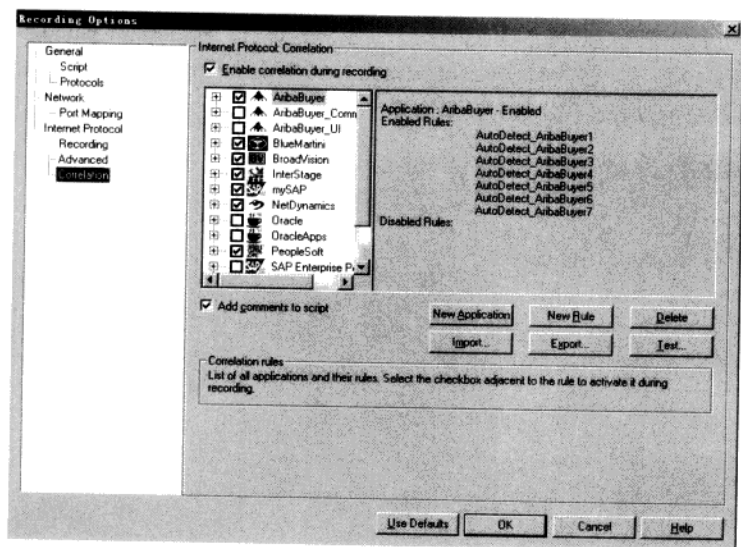 Recording Options
General
Script
Protocols
Network
Port Mapping
Internet Protocol
Recording
Advanced
Correlation
Internet Protocol: Correlation
Enable correlation during recording
AribaBuyer
AribaBuyer_Comm
AribaBuyer_UI
BlueMartini
BroadVision
InterStage
mySAP
NetDynamics
Oracle
OracleApps
PeopleSoft
SAP Enterprise P
Application : AribaBuyer - Enabled
Enabled Rules:
AutoDetect_AribaBuyer1
AutoDetect_AribaBuyer2
AutoDetect_AribaBuyer3
AutoDetect_AribaBuyer4
AutoDetect_AribaBuyer5
AutoDetect_AribaBuyer6
AutoDetect_AribaBuyer7
Disabled Rules:
Add comments to script
New Application New Rule Delete
Import... Export... Test...
Correlation rules
List of all applications and their rules. Select the checkbox adjacent to the rule to activate it during
recording.
Use Defaults OK Cancel Help